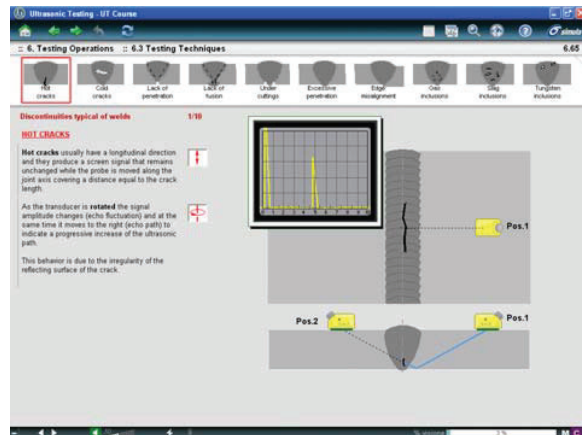 Ultrasonic Testing - UT Course
:: 6. Testing Operations :: 6.3 Testing Techniques
6.65
Hot cracks
Cold cracks
Lack of penetration
Lack of fusion
Under cuttings
Excessive penetration
Edge misalignment
Gas inclusions
Slag inclusions
Tungsten inclusions
Discontinuities typical of welds 1/10
HOT CRACKS
Hot cracks usually have a longitudinal direction
and they produce a screen signal that remains
unchanged while the probe is moved along the
joint axis covering a distance equal to the crack
length.
As the transducer is rotated the signal
amplitude changes (echo fluctuation) and at the
same time it moves to the right (echo path) to
indicate a progressive increase of the ultrasonic
path.
This behavior is due to the irregularity of the
reflecting surface of the crack.
Pos.1
Pos.2
Pos.1